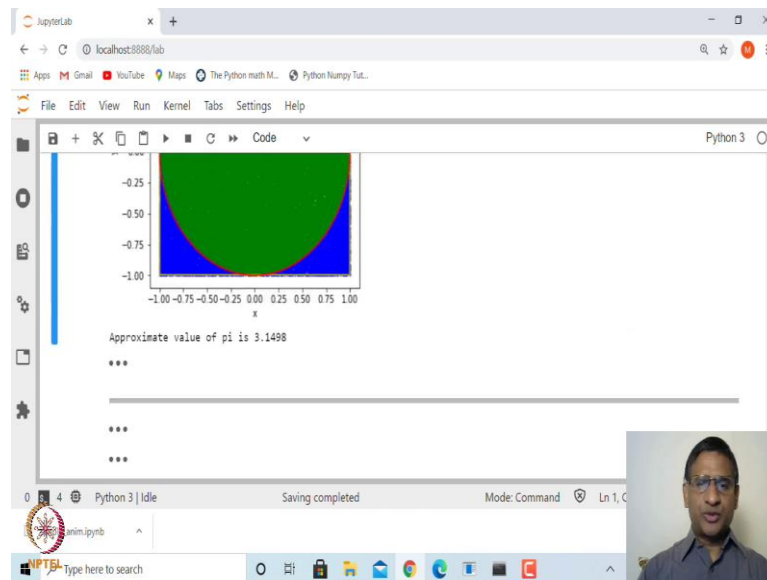 JupyterLab
localhost:8888/lab
M
Apps Gmail YouTube Maps The Python math M... Python Numpy Tut...
File Edit View Run Kernel Tabs Settings Help
Code Python 3
−0.25
−0.50
−0.75
−1.00
−1.00 −0.75 −0.50 −0.25 0.00 0.25 0.50 0.75 1.00
x
Approximate value of pi is 3.1498
0 4 Python 3 | Idle Saving completed Mode: Command Ln 1, C
anim.ipynb
NPTEL Type here to search